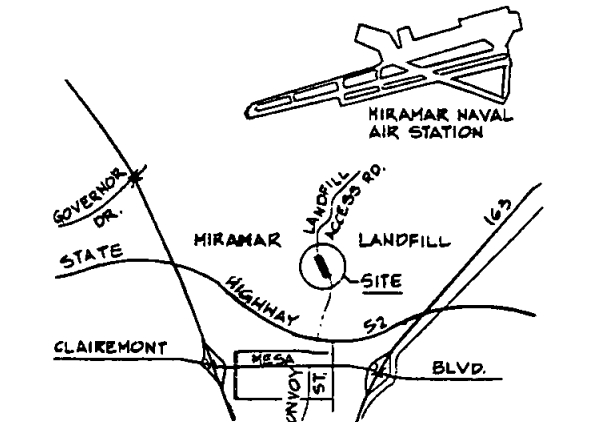 MIRAMAR NAVAL
AIR STATION
GOVERNOR
DR.
LANDFILL
ACCESS RD.
163
MIRAMAR LANDFILL
STATE
HIGHWAY
52
SITE
CLAIREMONT
MESA
BLVD.
ONVOY
ST.